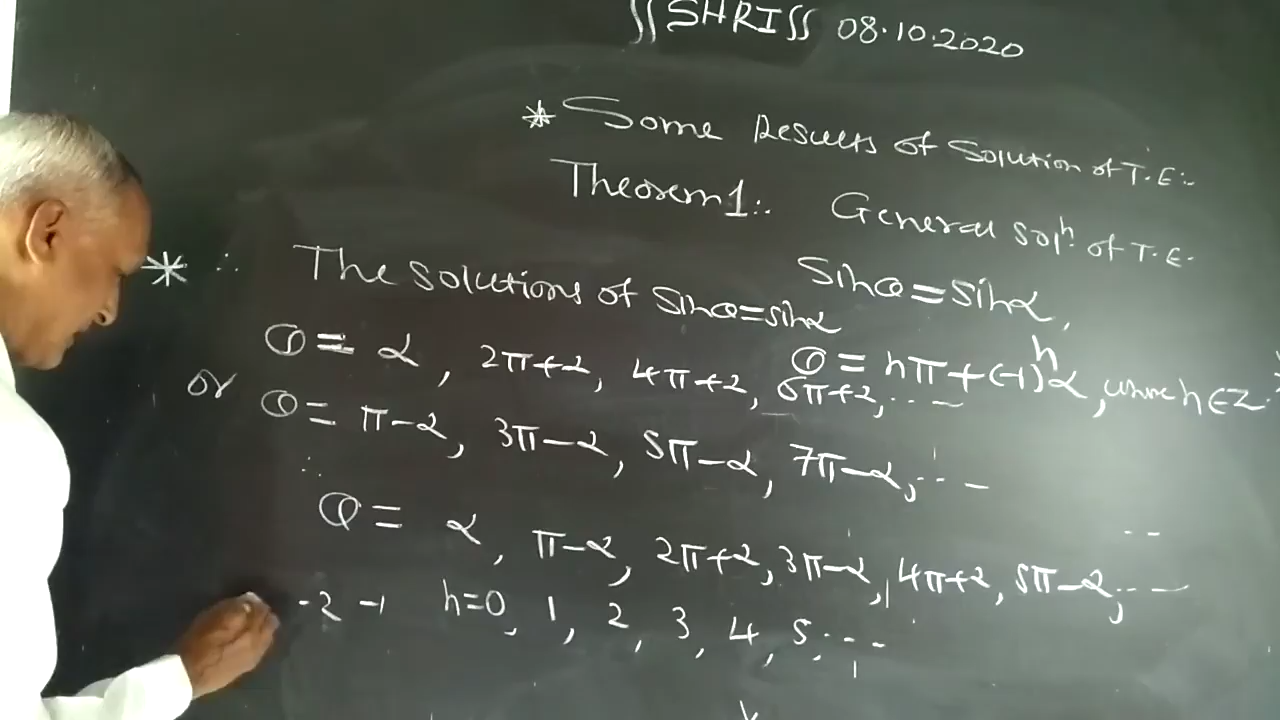 ∫∫ SHRI ∫∫ 08.10.2020
* Some Results of Solution of T.E:-
Theorem 1:. General solⁿ. of T.E.
Sinθ = sinα,
θ = nπ + (-1)ⁿα, where n ∈ Z.
* ∴ The solutions of Sinθ = sinα
θ = α, 2π+α, 4π+α, 6π+α, ... —
or θ = π-α, 3π-α, 5π-α, 7π-α, ... —
∴ θ = α, π-α, 2π+α, 3π-α, 4π+α, 5π-α, ... —
-2 -1 n=0, 1, 2, 3, 4, 5, ...